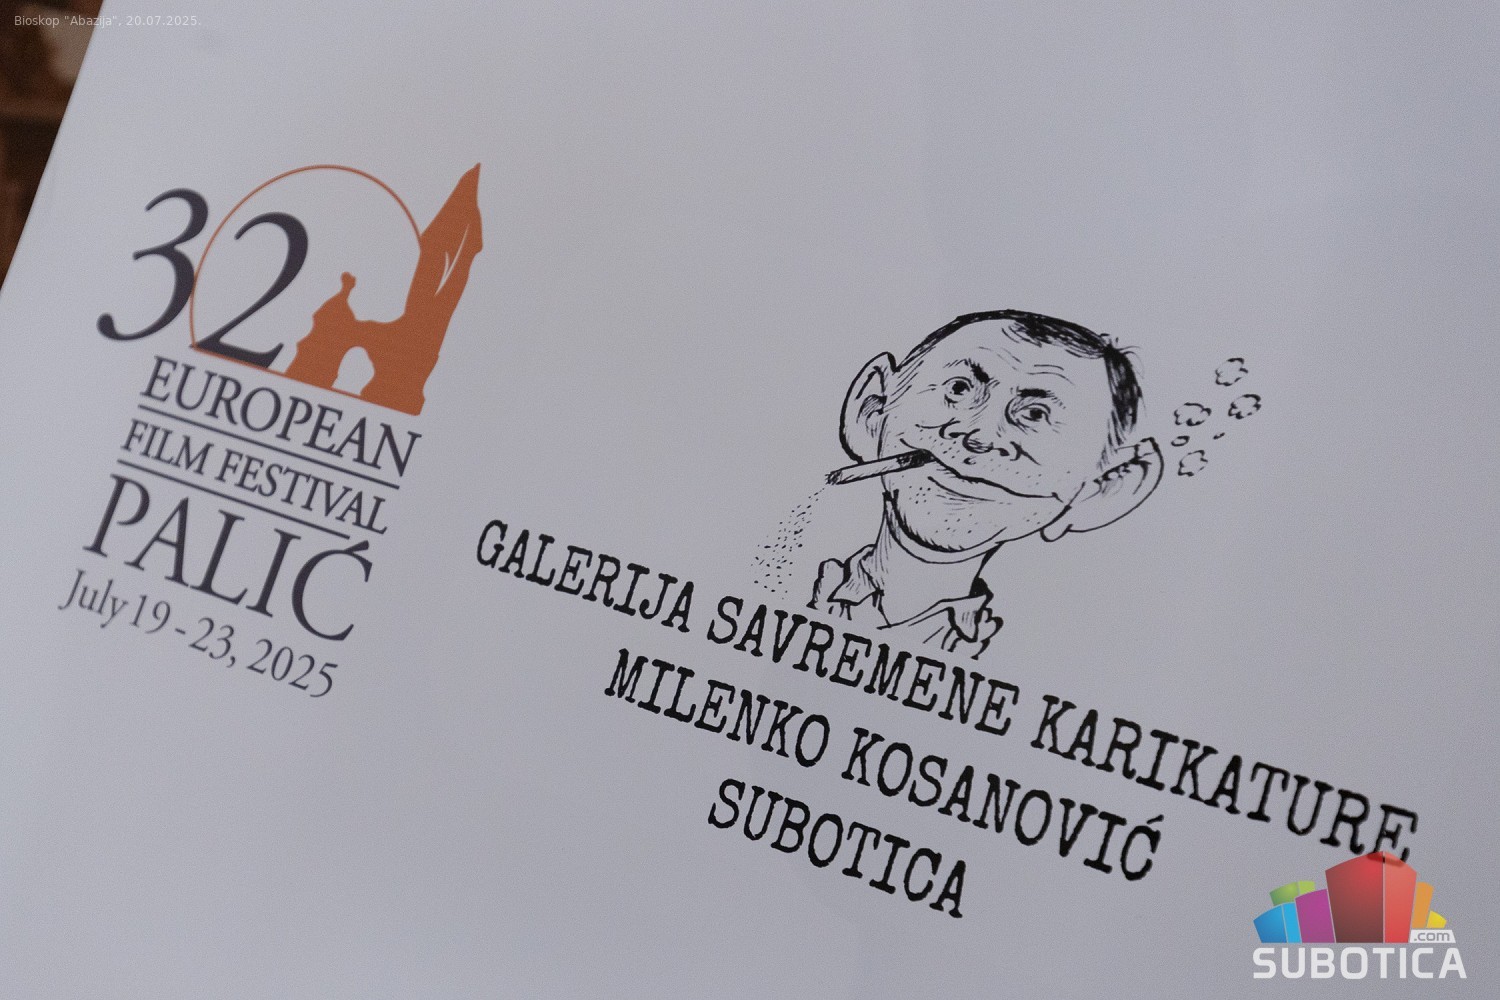 Bioskop "Abazija", 20.07.2025.
32
EUROPEAN
FILM FESTIVAL
PALIĆ
July 19 - 23, 2025
GALERIJA SAVREMENE KARIKATURE
MILENKO KOSANOVIĆ
SUBOTICA
.com
SUBOTICA